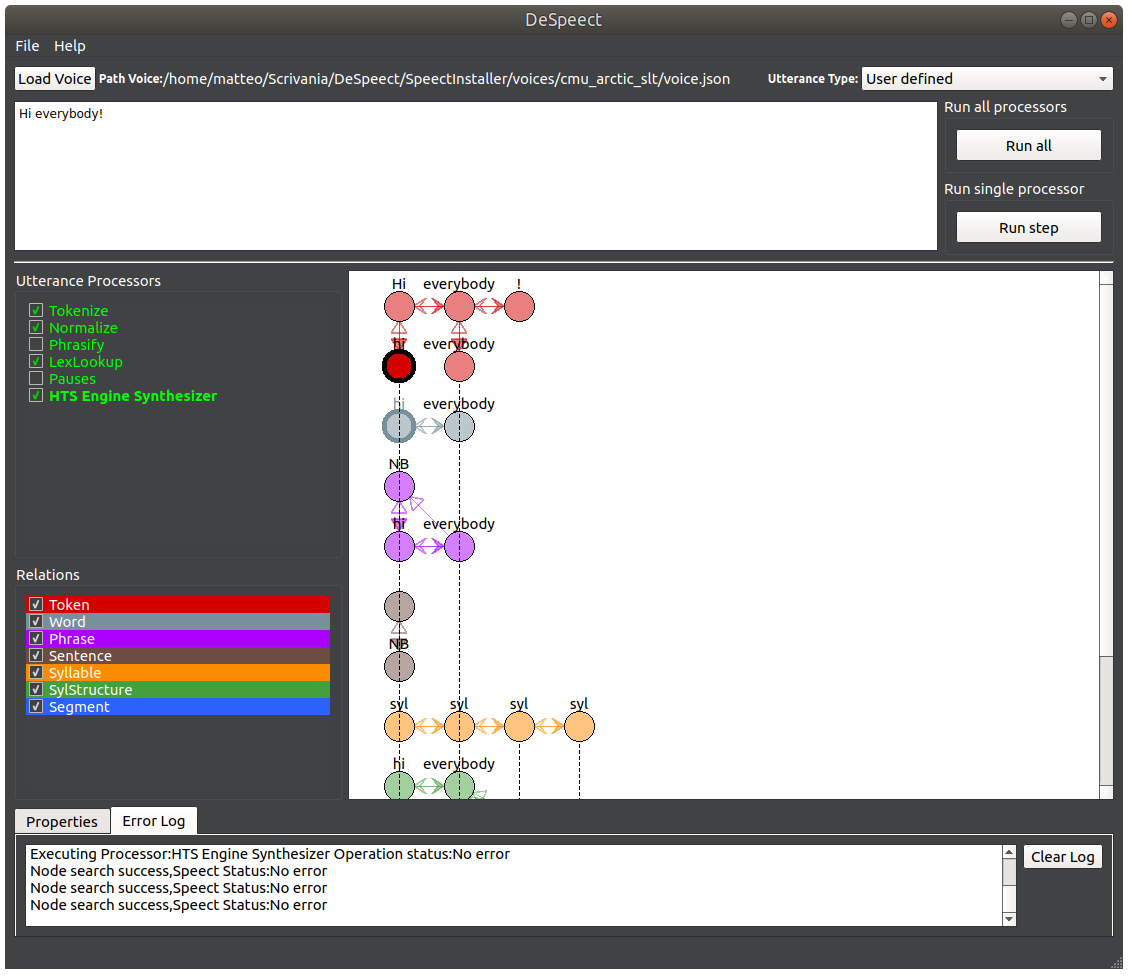 DeSpeect
File Help
Load Voice Path Voice:/home/matteo/Scrivania/DeSpeect/SpeectInstaller/voices/cmu_arctic_slt/voice.json Utterance Type: User defined
Hi everybody!
Run all processors
Run all
Run single processor
Run step
Utterance Processors
Tokenize
Normalize
Phrasify
LexLookup
Pauses
HTS Engine Synthesizer
Relations
Token
Word
Phrase
Sentence
Syllable
SylStructure
Segment
Hi everybody !
hi everybody
hi everybody
NB
hi everybody
NB
syl syl syl syl
hi everybody
Properties Error Log
Executing Processor:HTS Engine Synthesizer Operation status:No error
Node search success,Speect Status:No error
Node search success,Speect Status:No error
Node search success,Speect Status:No error
Clear Log